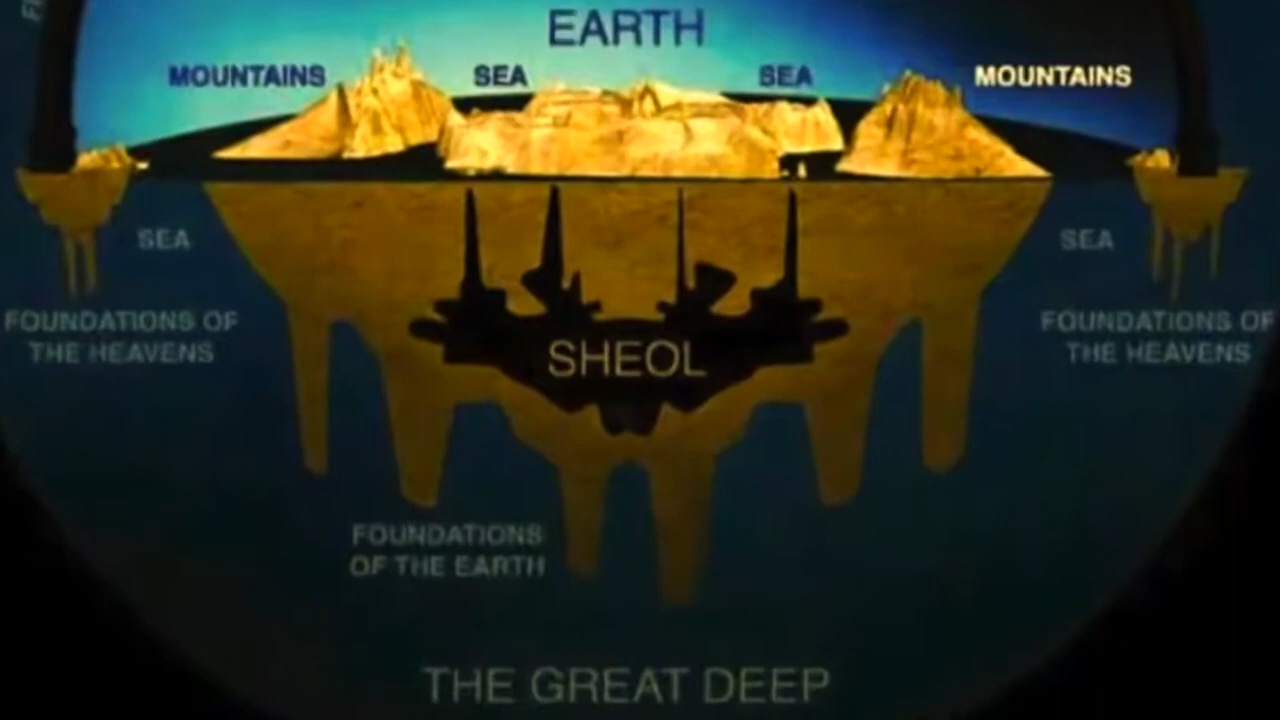 EARTH
MOUNTAINS
SEA
SEA
MOUNTAINS
SEA
SEA
FOUNDATIONS OF
THE HEAVENS
SHEOL
FOUNDATIONS OF
THE HEAVENS
FOUNDATIONS
OF THE EARTH
THE GREAT DEEP